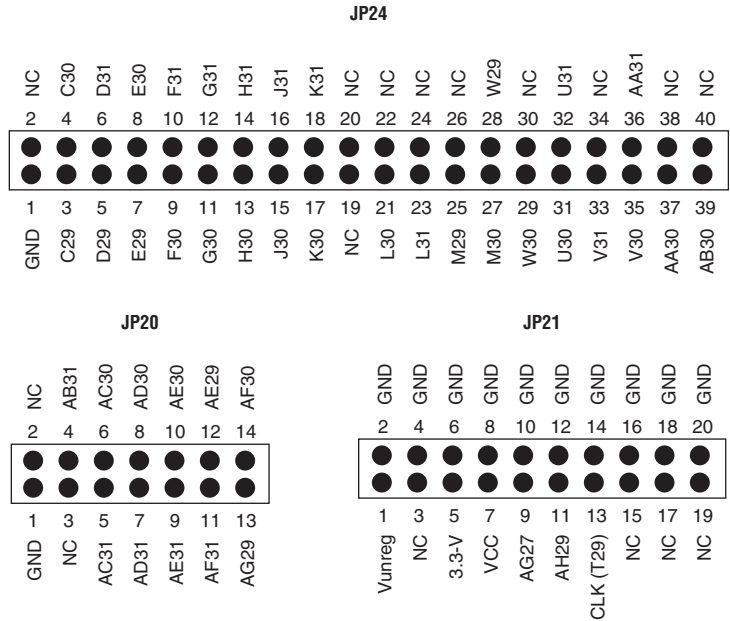 JP24
NC C30 D31 E30 F31 G31 H31 J31 K31 NC NC NC NC W29 NC U31 NC AA31 NC NC
2 4 6 8 10 12 14 16 18 20 22 24 26 28 30 32 34 36 38 40
1 3 5 7 9 11 13 15 17 19 21 23 25 27 29 31 33 35 37 39
GND C29 D29 E29 F30 G30 H30 J30 K30 NC L30 L31 M29 M30 W30 U30 V31 V30 AA30 AB30
JP20
NC AB31 AC30 AD30 AE30 AE29 AF30
2 4 6 8 10 12 14
1 3 5 7 9 11 13
GND NC AC31 AD31 AE31 AF31 AG29
JP21
GND GND GND GND GND GND GND GND GND GND
2 4 6 8 10 12 14 16 18 20
1 3 5 7 9 11 13 15 17 19
Vunreg NC 3.3-V VCC AG27 AH29 CLK (T29) NC NC NC